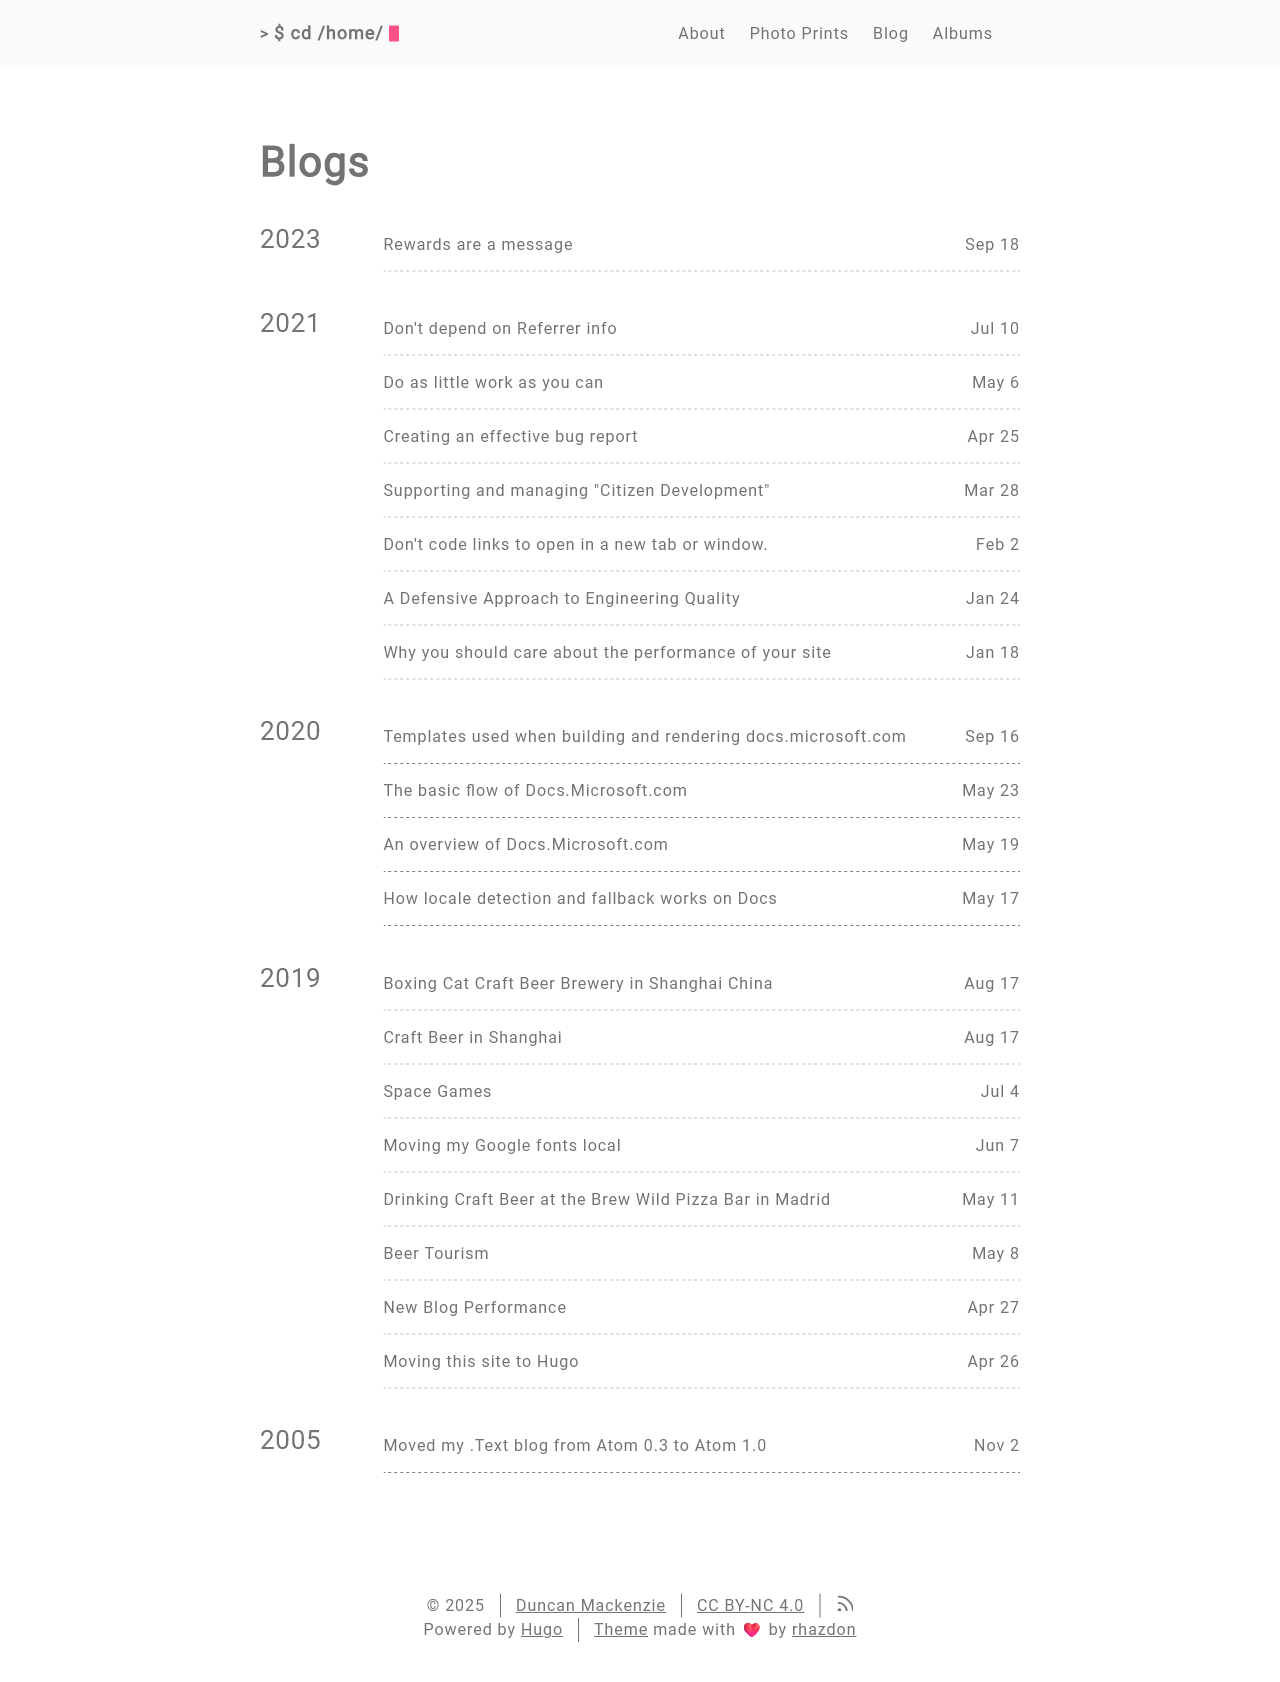 > $ cd /home/ About Photo Prints Blog Albums
Blogs
2023 Rewards are a message Sep 18
2021 Don't depend on Referrer info Jul 10
Do as little work as you can May 6
Creating an effective bug report Apr 25
Supporting and managing "Citizen Development" Mar 28
Don't code links to open in a new tab or window. Feb 2
A Defensive Approach to Engineering Quality Jan 24
Why you should care about the performance of your site Jan 18
2020 Templates used when building and rendering docs.microsoft.com Sep 16
The basic flow of Docs.Microsoft.com May 23
An overview of Docs.Microsoft.com May 19
How locale detection and fallback works on Docs May 17
2019 Boxing Cat Craft Beer Brewery in Shanghai China Aug 17
Craft Beer in Shanghai Aug 17
Space Games Jul 4
Moving my Google fonts local Jun 7
Drinking Craft Beer at the Brew Wild Pizza Bar in Madrid May 11
Beer Tourism May 8
New Blog Performance Apr 27
Moving this site to Hugo Apr 26
2005 Moved my .Text blog from Atom 0.3 to Atom 1.0 Nov 2
© 2025 Duncan Mackenzie CC BY-NC 4.0
Powered by Hugo Theme made with ❤️ by rhazdon